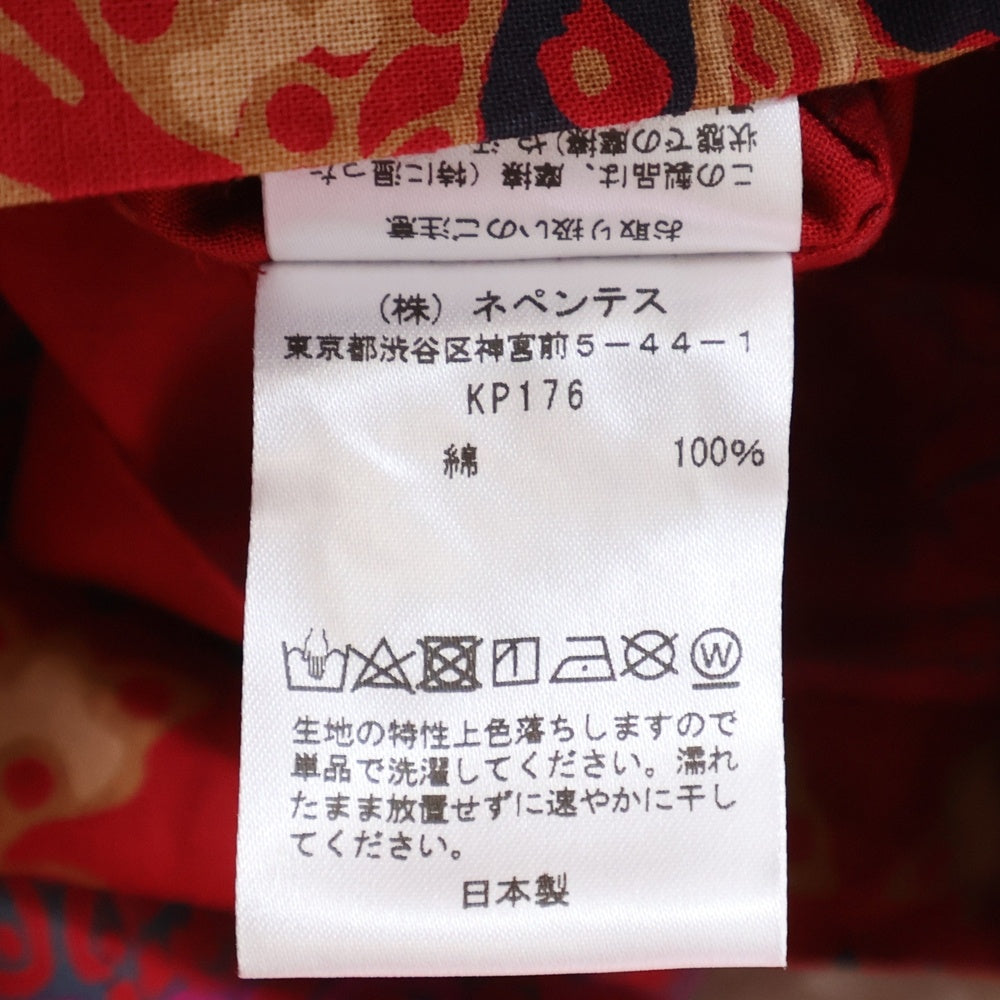 お取り扱いのご注意
この製品は、摩擦(特に湿った
状態での摩擦)や汗
(株) ネペンテス
東京都渋谷区神宮前5-44-1
KP176
綿 100%
W
生地の特性上色落ちしますので
単品で洗濯してください。濡れ
たまま放置せずに速やかに干し
てください。
日本製